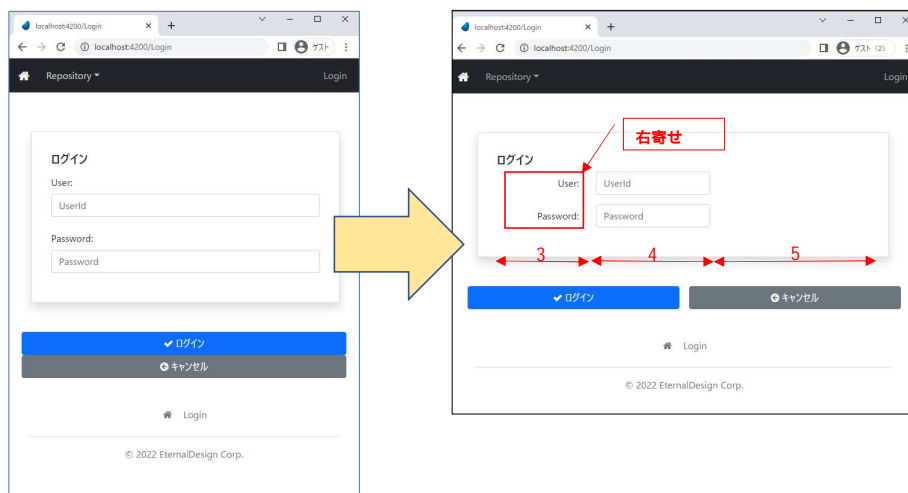 localhost:4200/Login
localhost:4200/Login
ゲスト
Repository
Login
ログイン
User:
UserId
Password:
Password
ログイン
キャンセル
Login
© 2022 EternalDesign Corp.
localhost:4200/Login
localhost:4200/Login
ゲスト (2)
Repository
Login
右寄せ
ログイン
User:
UserId
Password:
Password
3
4
5
ログイン
キャンセル
Login
© 2022 EternalDesign Corp.